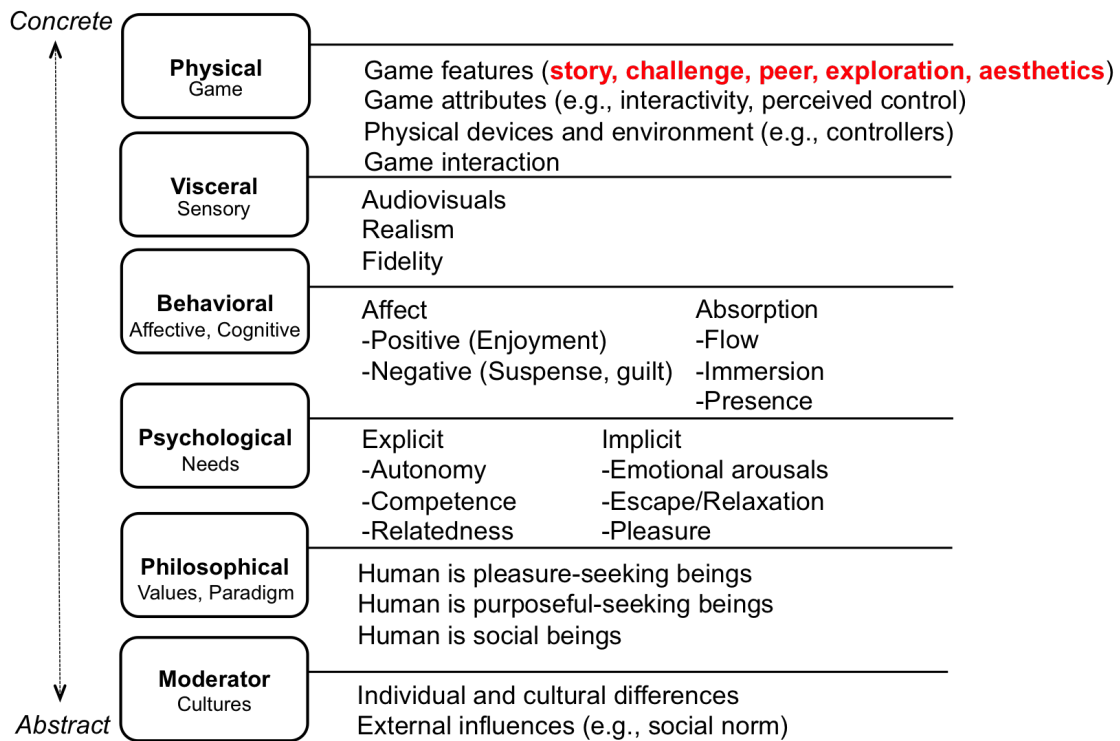 Concrete
Physical
Game
Game features (story, challenge, peer, exploration, aesthetics)
Game attributes (e.g., interactivity, perceived control)
Physical devices and environment (e.g., controllers)
Game interaction
Visceral
Sensory
Audiovisuals
Realism
Fidelity
Behavioral
Affective, Cognitive
Affect
-Positive (Enjoyment)
-Negative (Suspense, guilt)
Absorption
-Flow
-Immersion
-Presence
Psychological
Needs
Explicit
-Autonomy
-Competence
-Relatedness
Implicit
-Emotional arousals
-Escape/Relaxation
-Pleasure
Philosophical
Values, Paradigm
Human is pleasure-seeking beings
Human is purposeful-seeking beings
Human is social beings
Moderator
Cultures
Individual and cultural differences
External influences (e.g., social norm)
Abstract